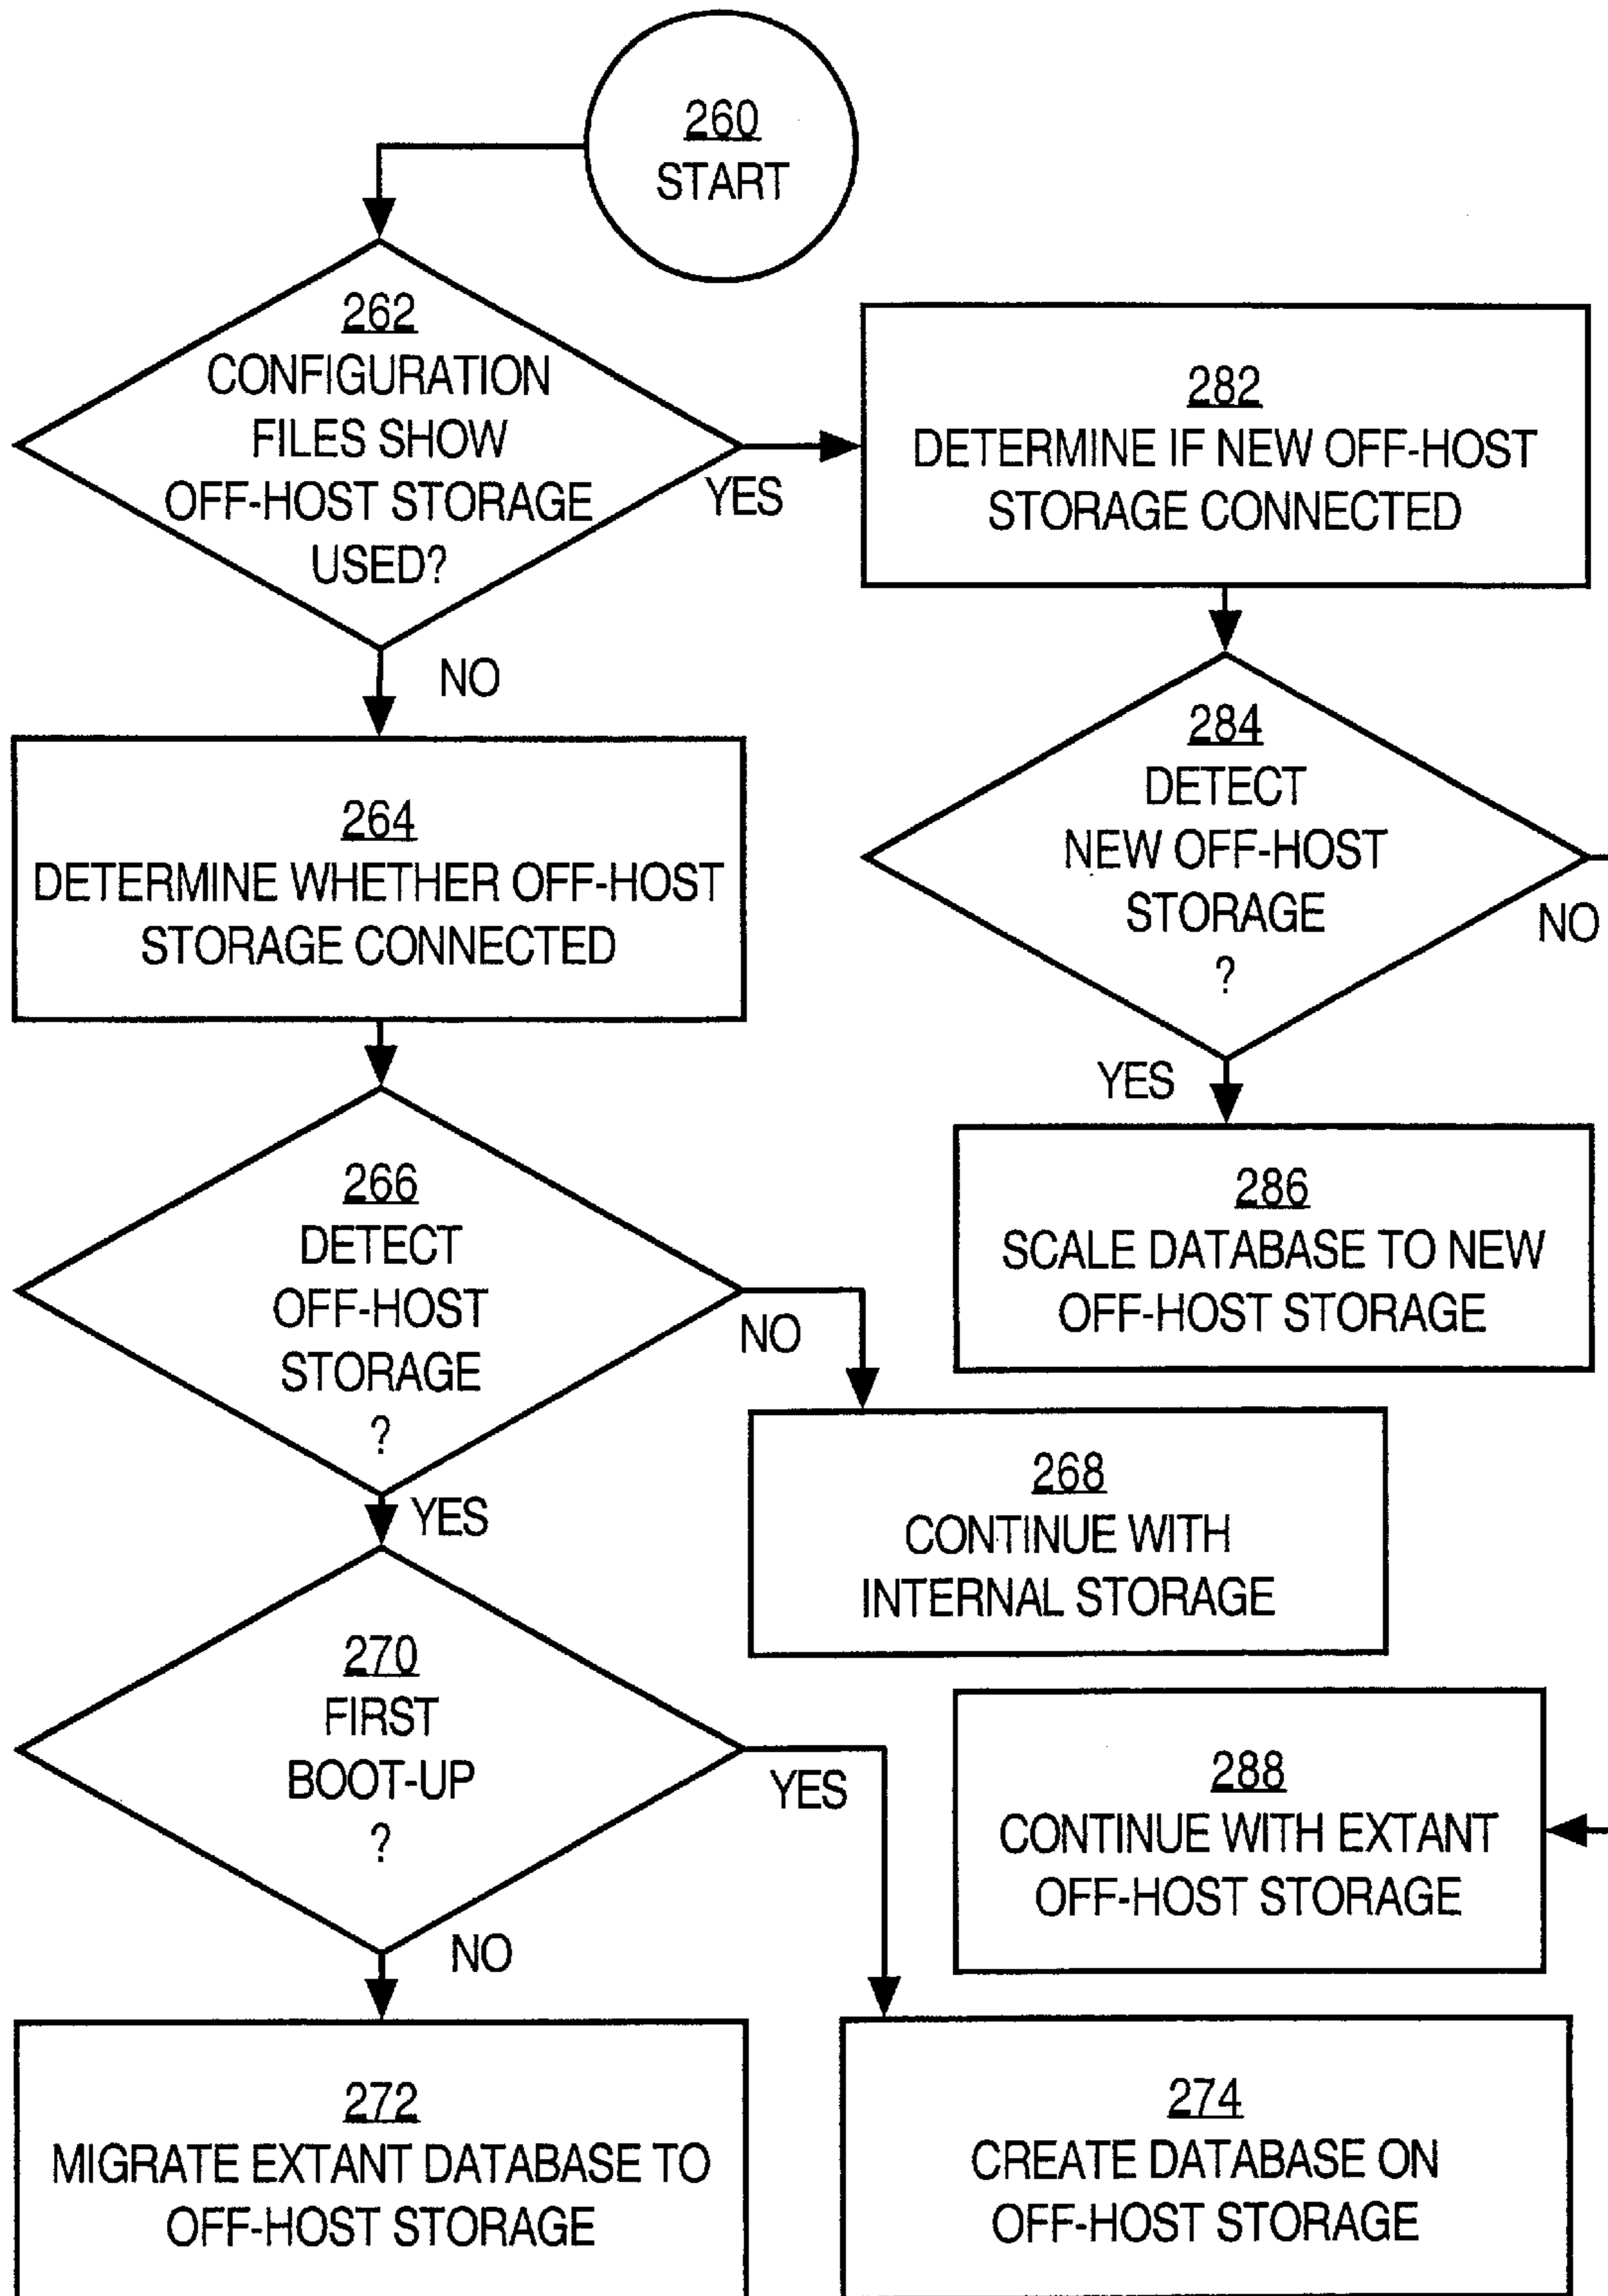 260
START
262
CONFIGURATION
FILES SHOW
OFF-HOST STORAGE
USED?
YES
NO
282
DETERMINE IF NEW OFF-HOST
STORAGE CONNECTED
264
DETERMINE WHETHER OFF-HOST
STORAGE CONNECTED
284
DETECT
NEW OFF-HOST
STORAGE
?
NO
YES
286
SCALE DATABASE TO NEW
OFF-HOST STORAGE
266
DETECT
OFF-HOST
STORAGE
?
NO
YES
268
CONTINUE WITH
INTERNAL STORAGE
270
FIRST
BOOT-UP
?
YES
NO
288
CONTINUE WITH EXTANT
OFF-HOST STORAGE
272
MIGRATE EXTANT DATABASE TO
OFF-HOST STORAGE
274
CREATE DATABASE ON
OFF-HOST STORAGE